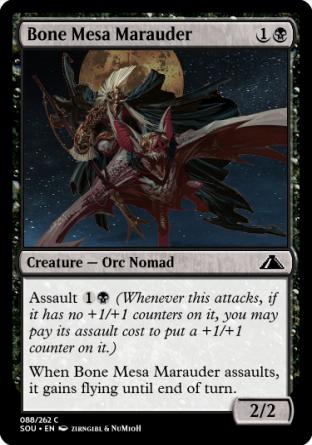 Bone Mesa Marauder 1
Creature — Orc Nomad
Assault 1 (Whenever this attacks, if
it has no +1/+1 counters on it, you may
pay its assault cost to put a +1/+1
counter on it.)
When Bone Mesa Marauder assaults,
it gains flying until end of turn.
088/262 C
SOU • EN ZIRNGIBL & NuMioH
2/2